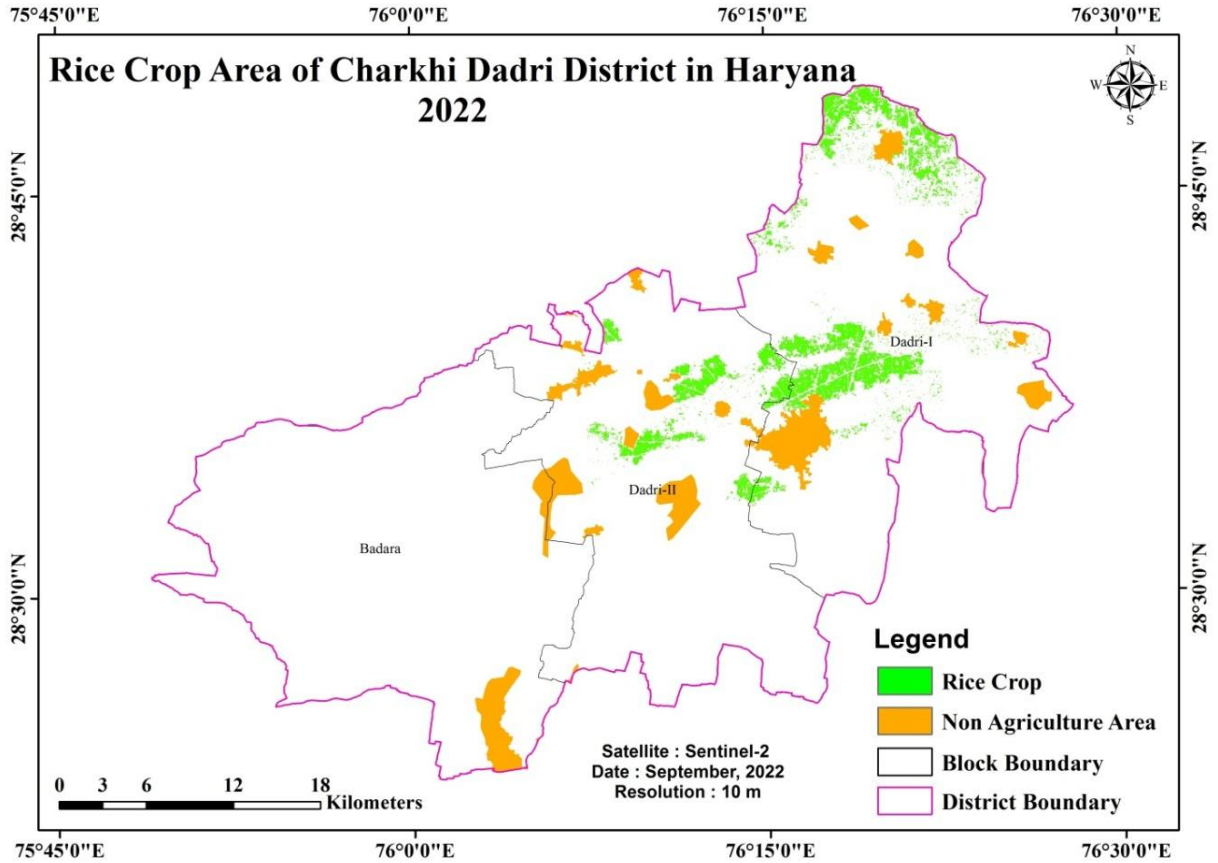 75°45'0"E 76°0'0"E 76°15'0"E 76°30'0"E
Rice Crop Area of Charkhi Dadri District in Haryana
2022
N
W E
S
28°45'0"N 28°45'0"N
Dadri-I
Dadri-II
Badara
28°30'0"N 28°30'0"N
Legend
Rice Crop
Non Agriculture Area
Block Boundary
District Boundary
Satellite : Sentinel-2
Date : September, 2022
Resolution : 10 m
0 3 6 12 18
Kilometers
75°45'0"E 76°0'0"E 76°15'0"E 76°30'0"E